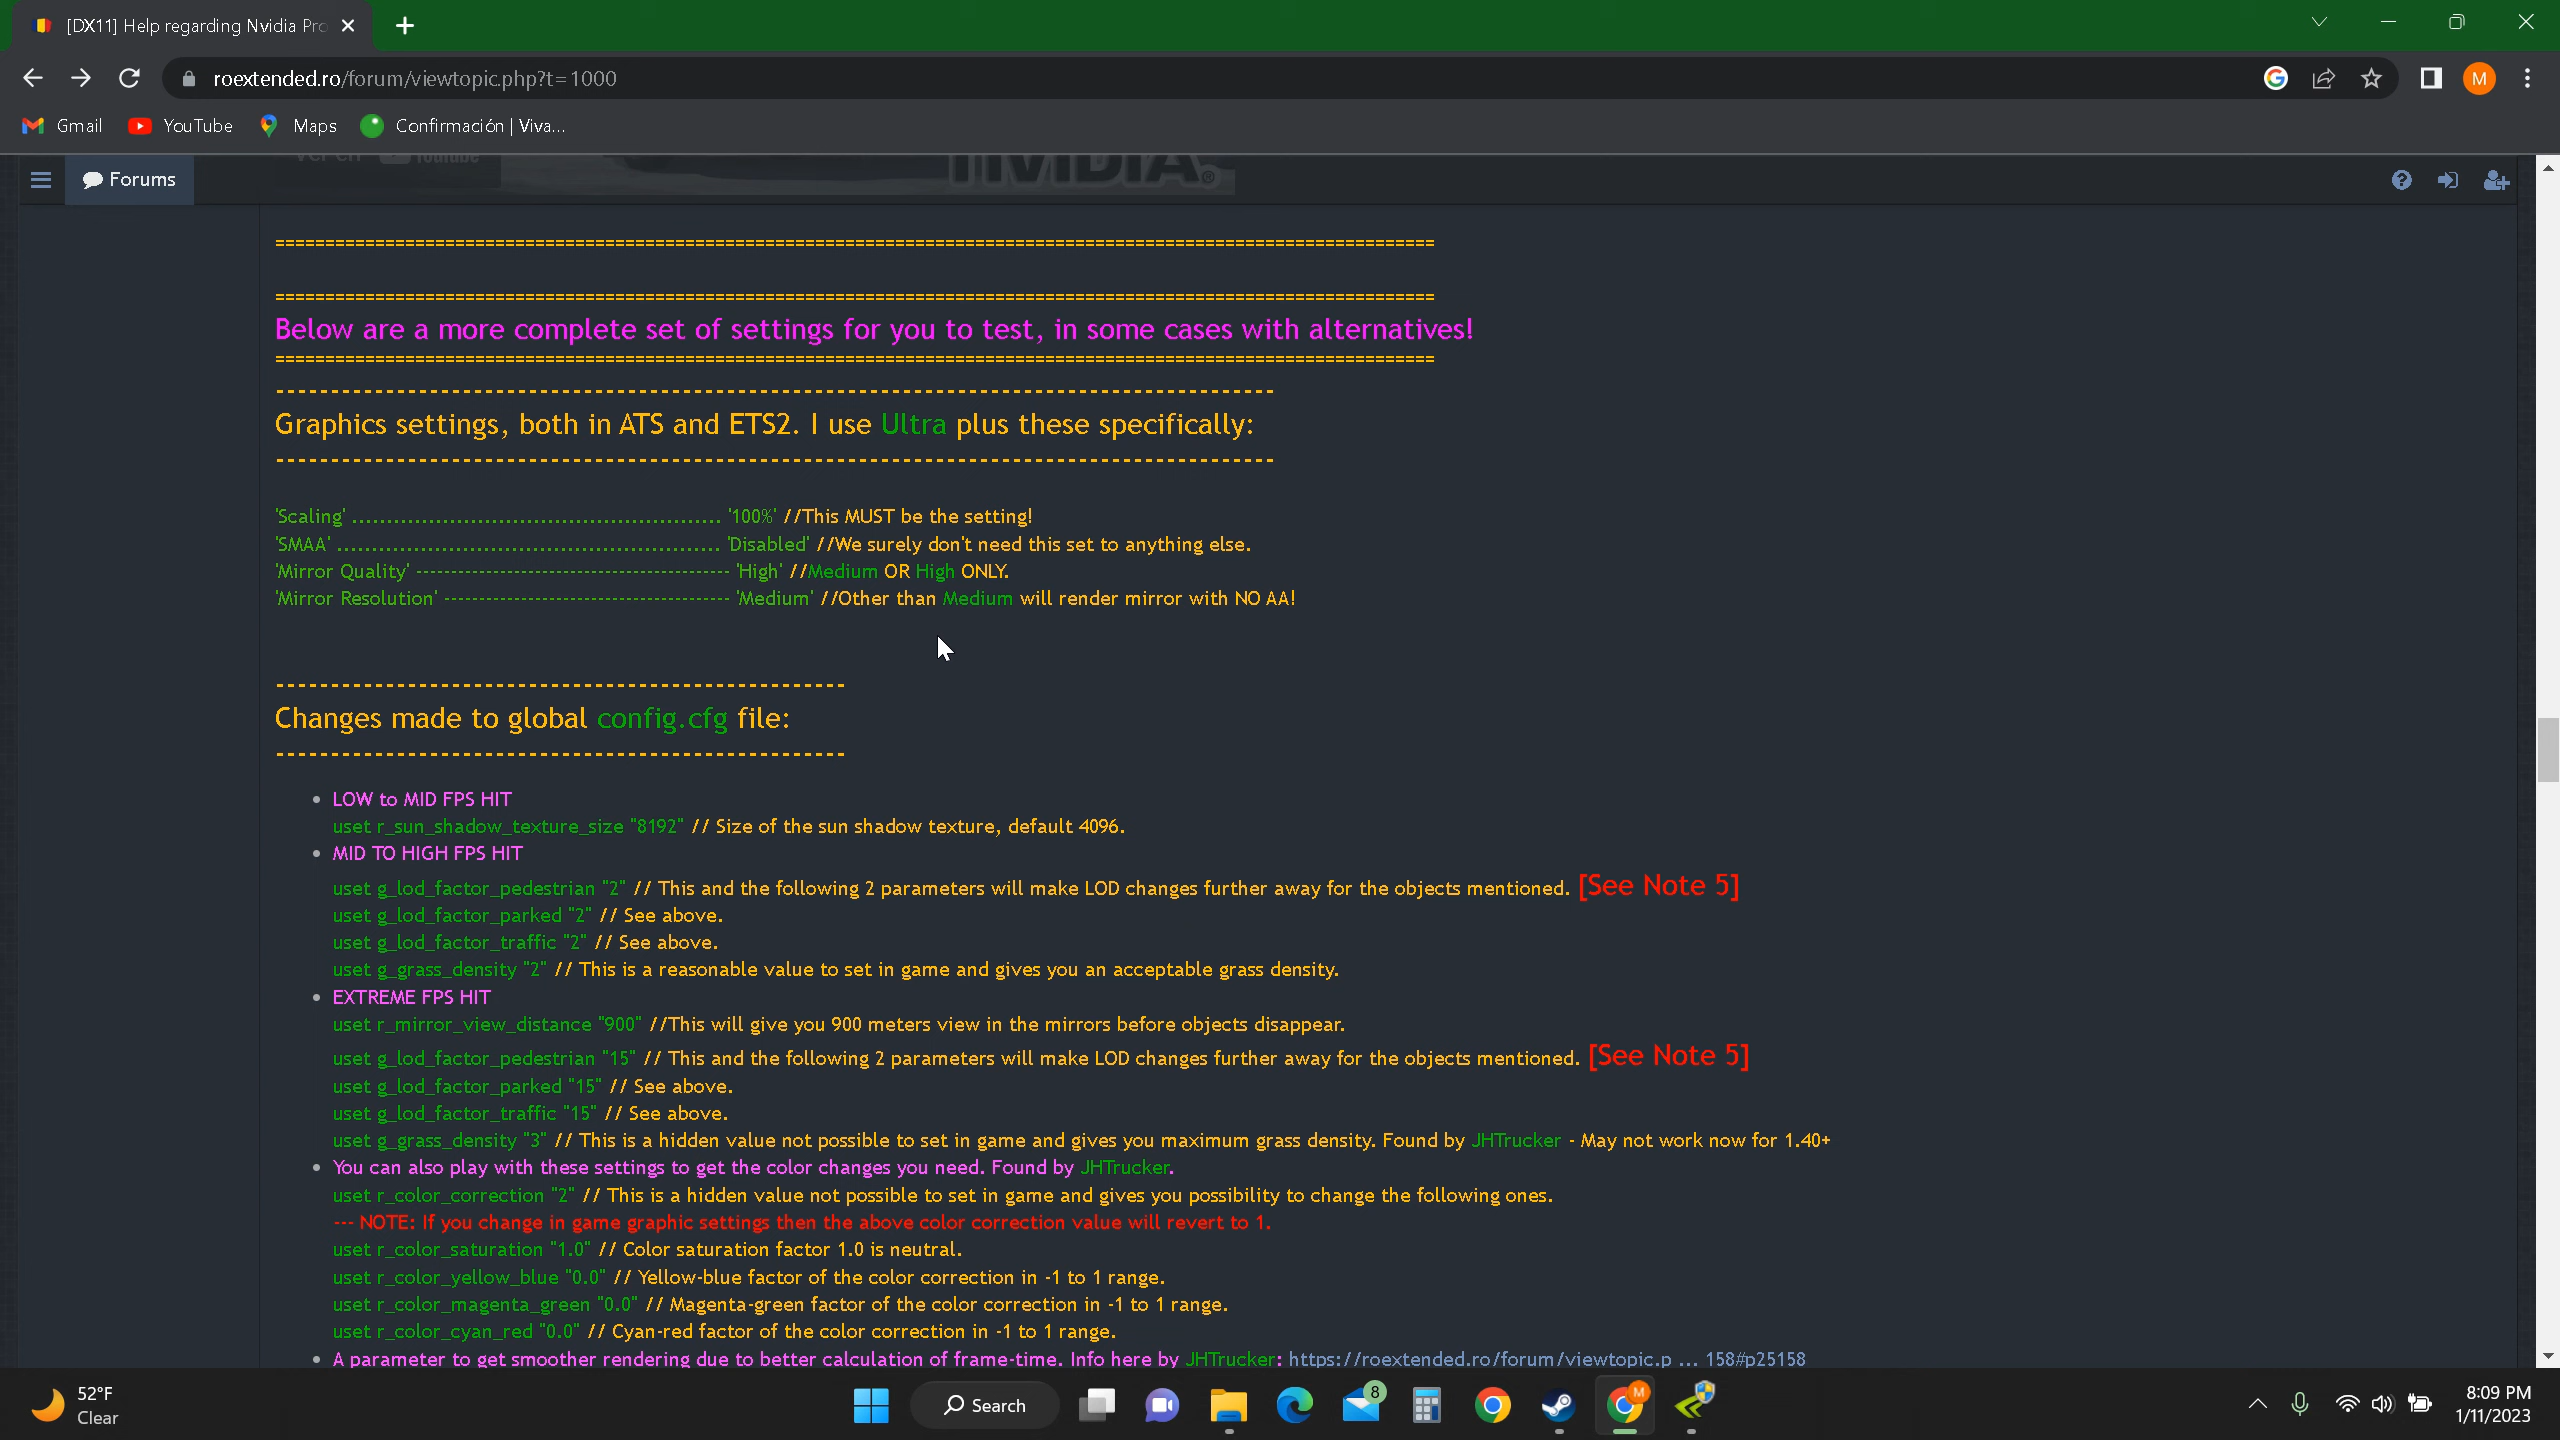 [DX11] Help regarding Nvidia Pro
roextended.ro/forum/viewtopic.php?t=1000
M
Gmail
YouTube
Maps
Confirmación | Viva...
Forums
NVIDIA®
====================================================================================================
====================================================================================================
Below are a more complete set of settings for you to test, in some cases with alternatives!
====================================================================================================
--------------------------------------------------------------------------------
Graphics settings, both in ATS and ETS2. I use Ultra plus these specifically:
--------------------------------------------------------------------------------
'Scaling' ..................................................... '100%' //This MUST be the setting!
'SMAA' ....................................................... 'Disabled' //We surely don't need this set to anything else.
'Mirror Quality' --------------------------------------------- 'High' //Medium OR High ONLY.
'Mirror Resolution' ----------------------------------------- 'Medium' //Other than Medium will render mirror with NO AA!
----------------------------------------------------
Changes made to global config.cfg file:
----------------------------------------------------
• LOW to MID FPS HIT
uset r_sun_shadow_texture_size "8192" // Size of the sun shadow texture, default 4096.
• MID TO HIGH FPS HIT
uset g_lod_factor_pedestrian "2" // This and the following 2 parameters will make LOD changes further away for the objects mentioned. [See Note 5]
uset g_lod_factor_parked "2" // See above.
uset g_lod_factor_traffic "2" // See above.
uset g_grass_density "2" // This is a reasonable value to set in game and gives you an acceptable grass density.
• EXTREME FPS HIT
uset r_mirror_view_distance "900" //This will give you 900 meters view in the mirrors before objects disappear.
uset g_lod_factor_pedestrian "15" // This and the following 2 parameters will make LOD changes further away for the objects mentioned. [See Note 5]
uset g_lod_factor_parked "15" // See above.
uset g_lod_factor_traffic "15" // See above.
uset g_grass_density "3" // This is a hidden value not possible to set in game and gives you maximum grass density. Found by JHTrucker - May not work now for 1.40+
• You can also play with these settings to get the color changes you need. Found by JHTrucker.
uset r_color_correction "2" // This is a hidden value not possible to set in game and gives you possibility to change the following ones.
--- NOTE: If you change in game graphic settings then the above color correction value will revert to 1.
uset r_color_saturation "1.0" // Color saturation factor 1.0 is neutral.
uset r_color_yellow_blue "0.0" // Yellow-blue factor of the color correction in -1 to 1 range.
uset r_color_magenta_green "0.0" // Magenta-green factor of the color correction in -1 to 1 range.
uset r_color_cyan_red "0.0" // Cyan-red factor of the color correction in -1 to 1 range.
• A parameter to get smoother rendering due to better calculation of frame-time. Info here by JHTrucker: https://roextended.ro/forum/viewtopic.p ... 158#p25158
52°F
Clear
Search
8
M
8:09 PM
1/11/2023